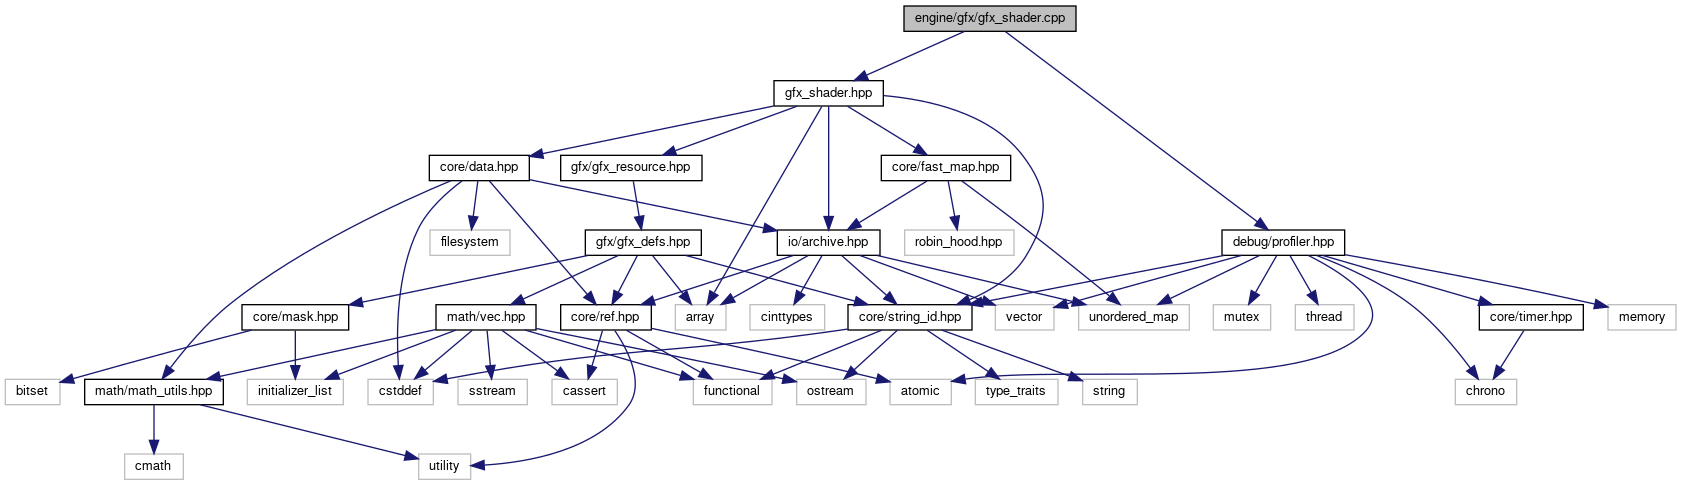 engine/gfx/gfx_shader.cpp
gfx_shader.hpp
core/data.hpp
gfx/gfx_resource.hpp
core/fast_map.hpp
filesystem
gfx/gfx_defs.hpp
io/archive.hpp
robin_hood.hpp
debug/profiler.hpp
core/mask.hpp
math/vec.hpp
core/ref.hpp
array
cinttypes
core/string_id.hpp
vector
unordered_map
mutex
thread
core/timer.hpp
memory
bitset
math/math_utils.hpp
initializer_list
cstddef
sstream
cassert
functional
ostream
atomic
type_traits
string
chrono
cmath
utility